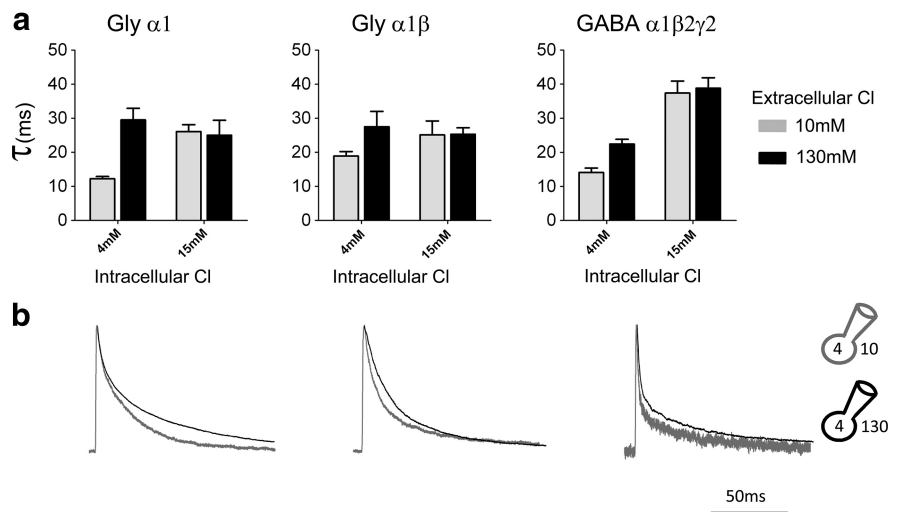 a
Gly α1
Gly α1β
GABA α1β2γ2
50
40
30
20
10
0
τ(ms)
4mM
15mM
Intracellular Cl
50
40
30
20
10
0
4mM
15mM
Intracellular Cl
50
40
30
20
10
0
4mM
15mM
Intracellular Cl
Extracellular Cl
10mM
130mM
b
4 10
4 130
50ms